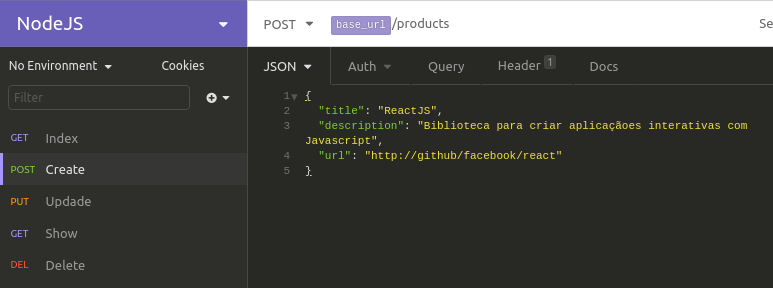 NodeJS
POST base_url/products Se
No Environment Cookies
JSON Auth Query Header 1 Docs
Filter
1 {
2 "title": "ReactJS",
3 "description": "Biblioteca para criar aplicaçãoes interativas com
Javascript",
4 "url": "http://github/facebook/react"
5 }
GET Index
POST Create
PUT Updade
GET Show
DEL Delete